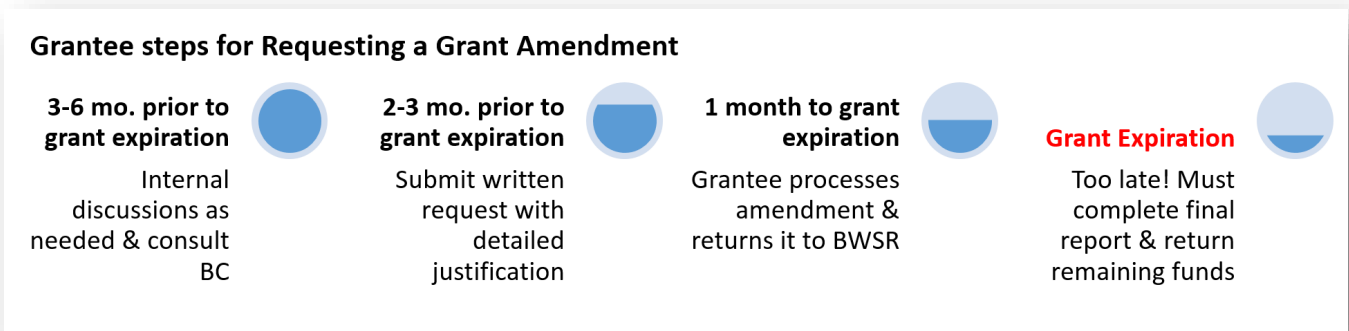 Grantee steps for Requesting a Grant Amendment
3-6 mo. prior to
grant expiration
Internal
discussions as
needed & consult
BC
2-3 mo. prior to
grant expiration
Submit written
request with
detailed
justification
1 month to grant
expiration
Grantee processes
amendment &
returns it to BWSR
Grant Expiration
Too late! Must
complete final
report & return
remaining funds